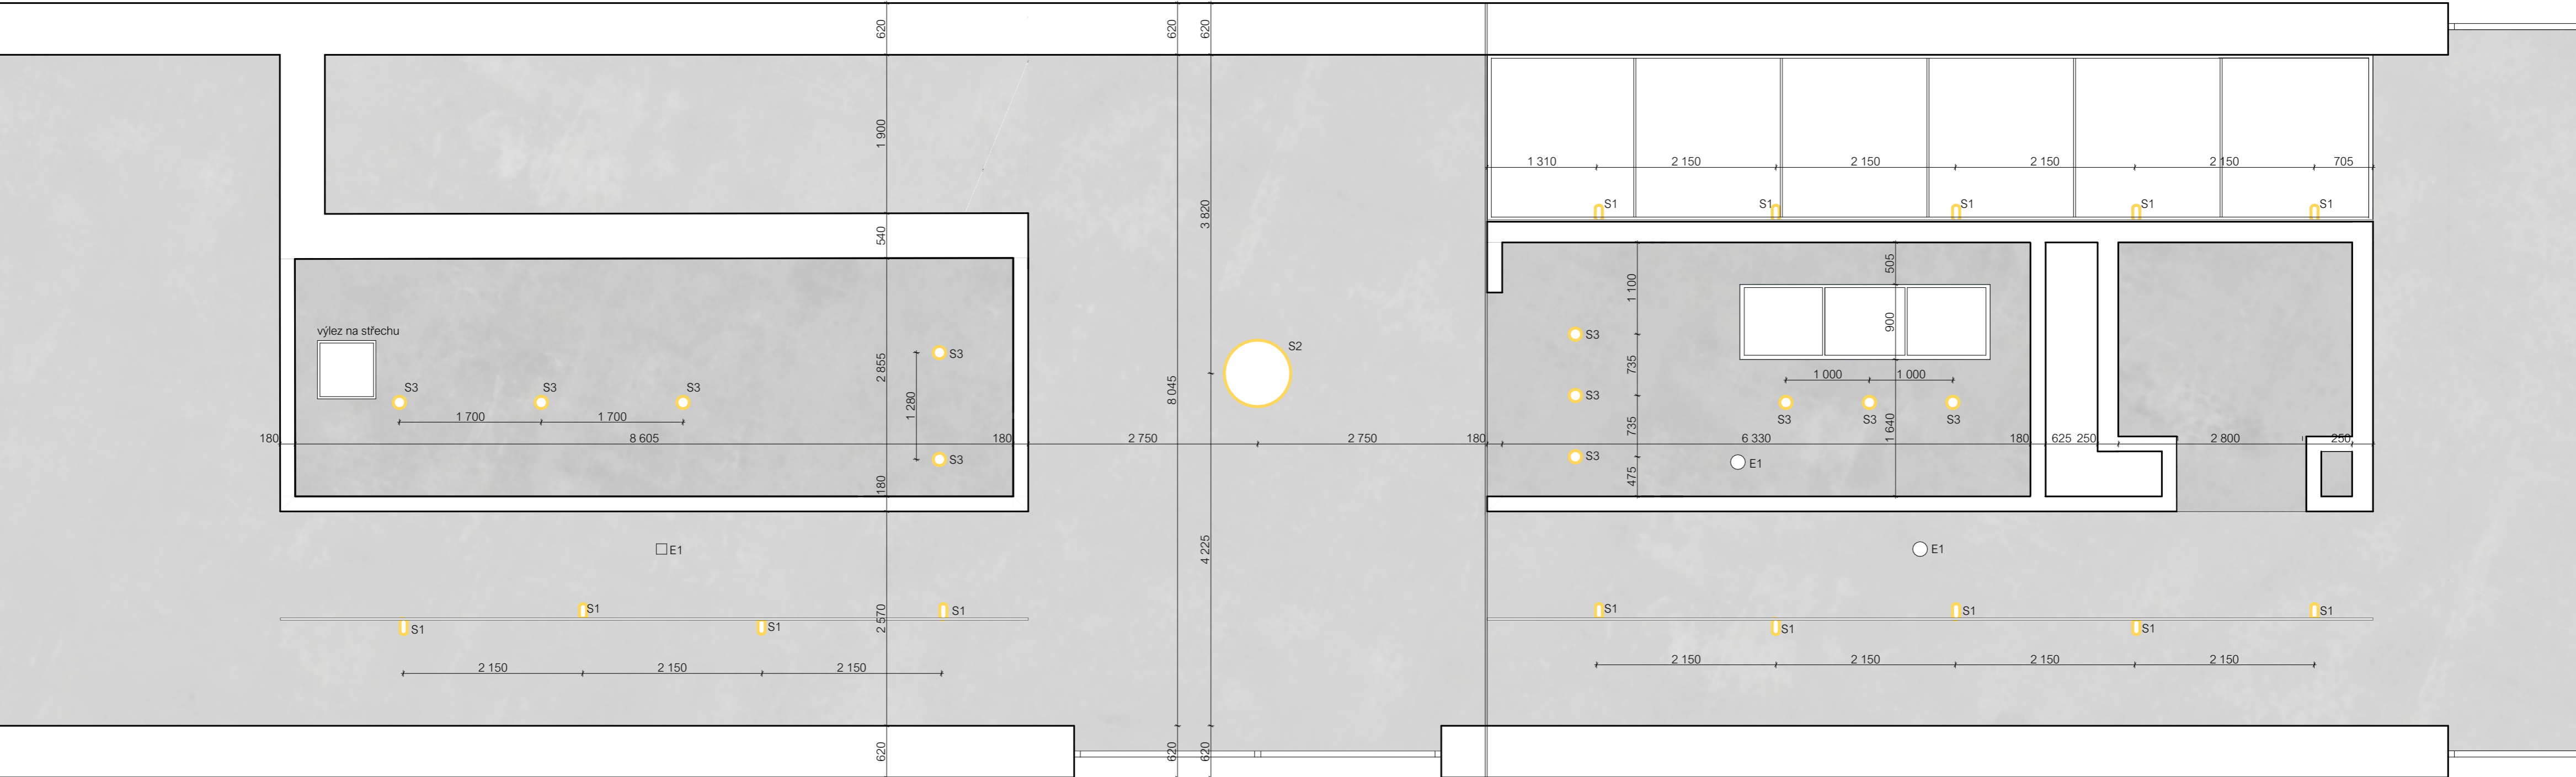 620
620
620
1 900
3 820
1 310
2 150
2 150
2 150
2 150
705
S1
S1
S1
S1
S1
540
505
1 100
výlez na střechu
S2
900
S3
S3
2 855
735
1 000
1 000
8 045
S3
S3
S3
S3
1 280
1 700
1 700
S3
S3
S3
735
1 640
180
8 605
180
2 750
2 750
180
6 330
180
625
250
2 800
250
S3
S3
E1
475
180
E1
4 225
E1
S1
S1
2 570
S1
S1
S1
S1
S1
S1
S1
2 150
2 150
2 150
2 150
2 150
2 150
2 150
620
620
620